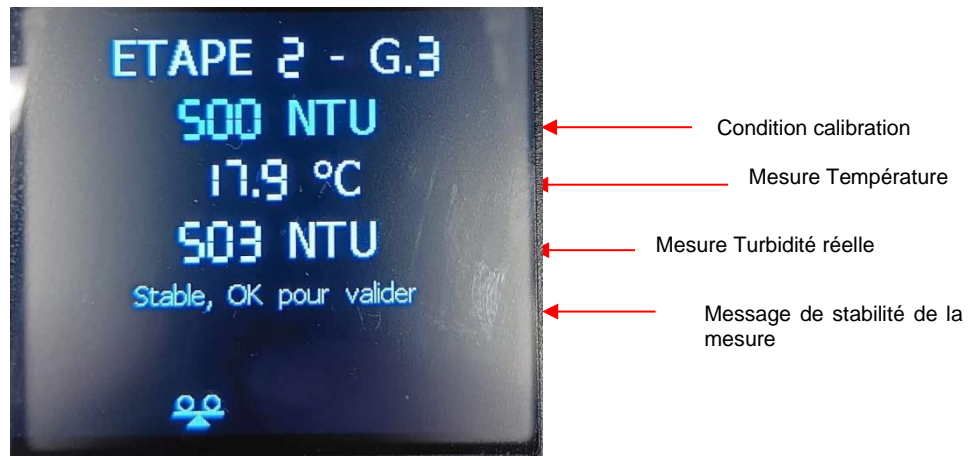 ETAPE 2 - G.3
500 NTU
17.9 °C
503 NTU
Stable, OK pour valider
Condition calibration
Mesure Température
Mesure Turbidité réelle
Message de stabilité de la
mesure